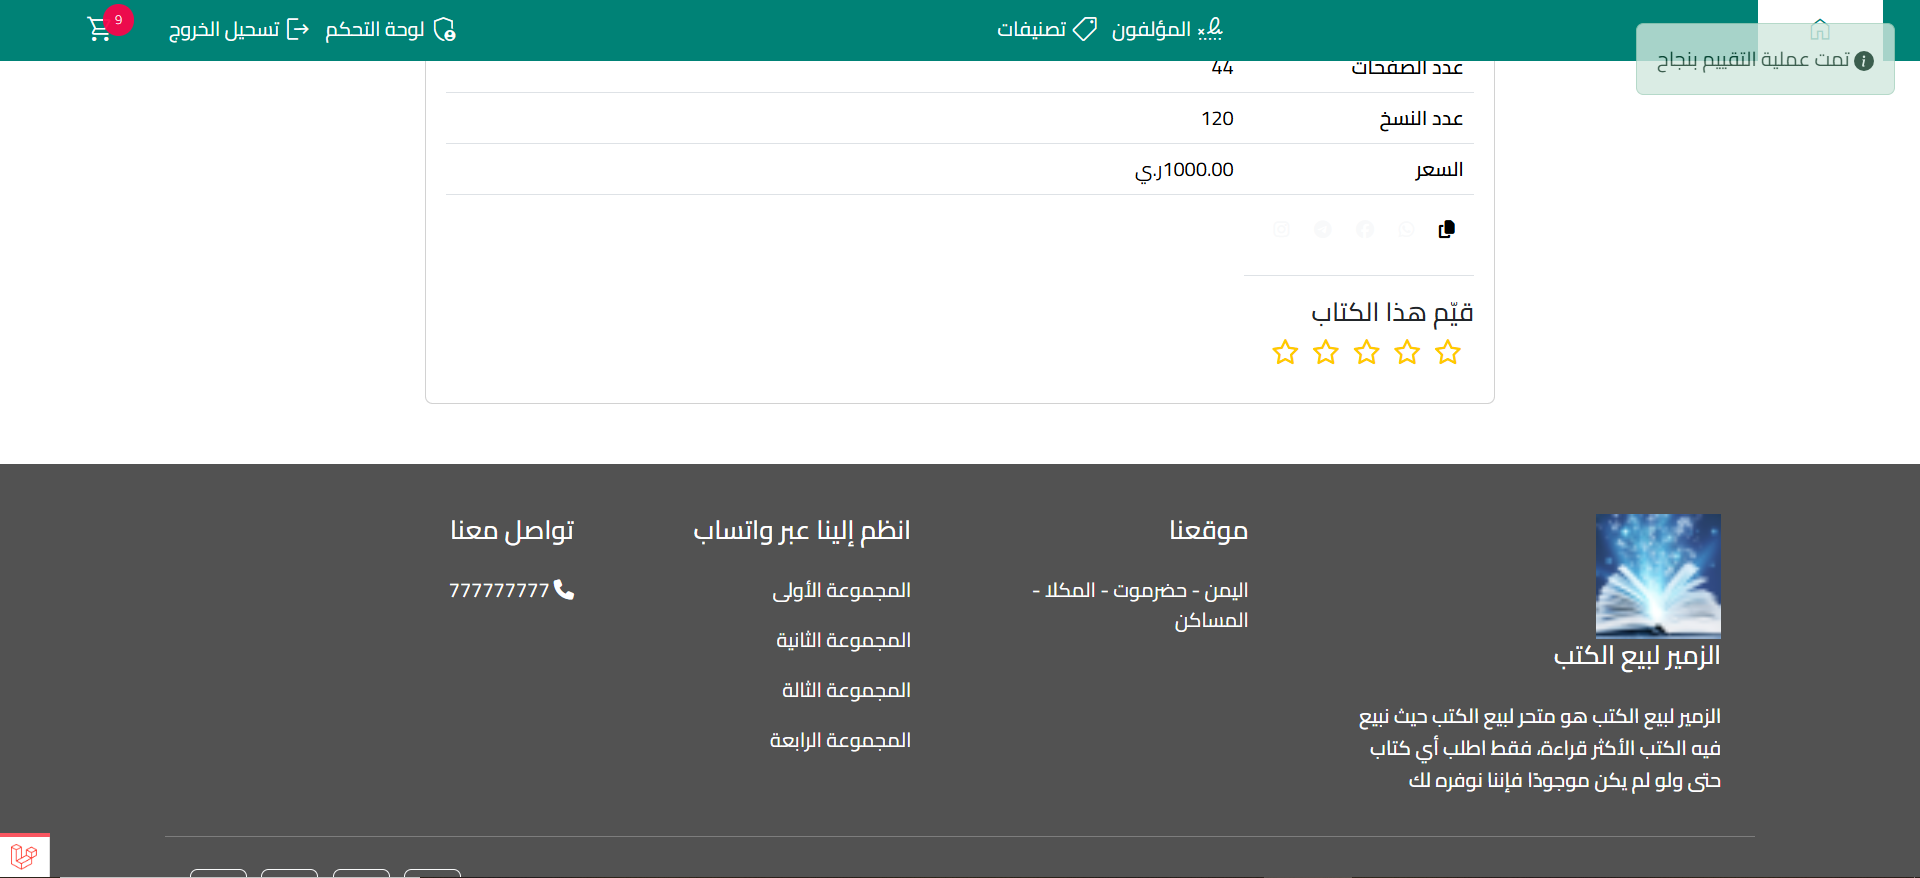 المؤلفون
تصنيفات
لوحة التحكم
تسحيل الخروج
9
تمت عملية التقييم بنجاح
عدد الصفحات 44
عدد النسخ 120
السعر 1000.00ر.ي
قيّم هذا الكتاب
الزمير لبيع الكتب
الزمير لبيع الكتب هو متحر لبيع الكتب حيث نبيع
فيه الكتب الأكثر قراءة، فقط اطلب أي كتاب
حتى ولو لم يكن موجودًا فإننا نوفره لك
موقعنا
اليمن - حضرموت - المكلا -
المساكن
انظم إلينا عبر واتساب
المجموعة الأولى
المجموعة الثانية
المجموعة الثالة
المجموعة الرابعة
تواصل معنا
777777777